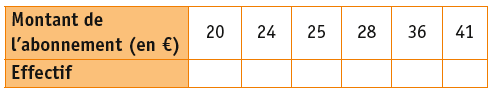 Montant de
l'abonnement (en €) 20 24 25 28 36 41
Effectif